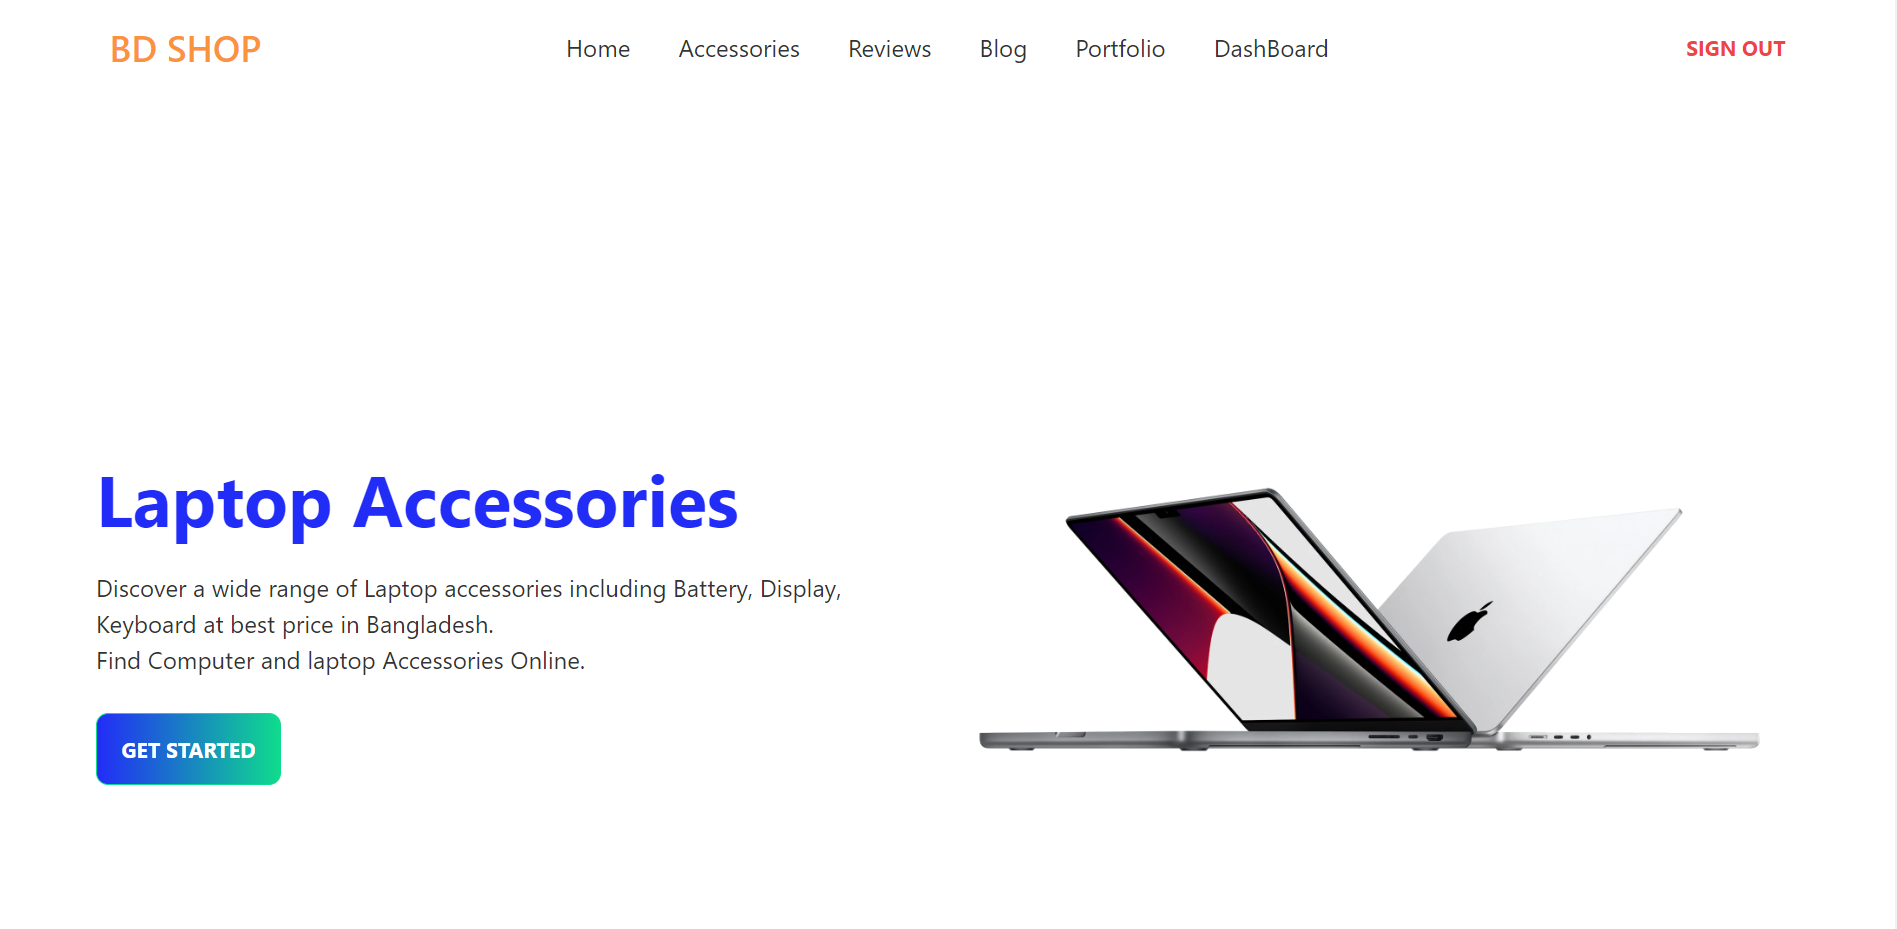 BD SHOP
Home
Accessories
Reviews
Blog
Portfolio
DashBoard
SIGN OUT
Laptop Accessories
Discover a wide range of Laptop accessories including Battery, Display,
Keyboard at best price in Bangladesh.
Find Computer and laptop Accessories Online.
GET STARTED